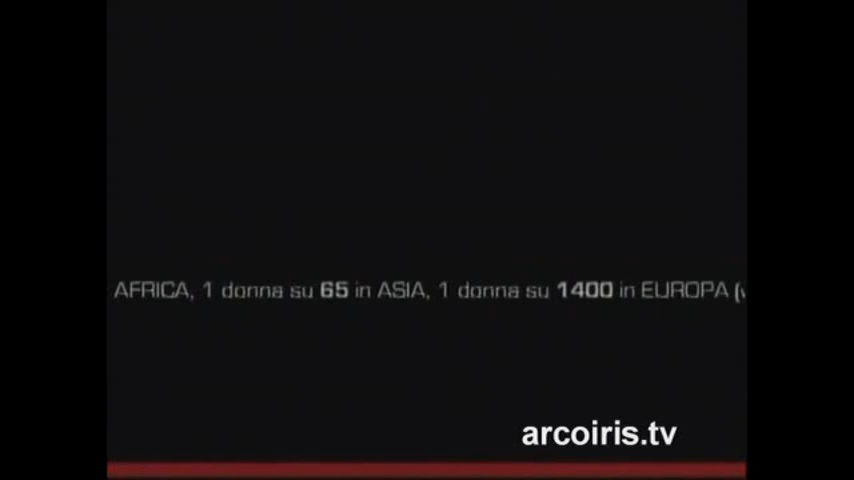 AFRICA, 1 donna su 65 in ASIA, 1 donna su 1400 in EUROPA (
arcoiris.tv